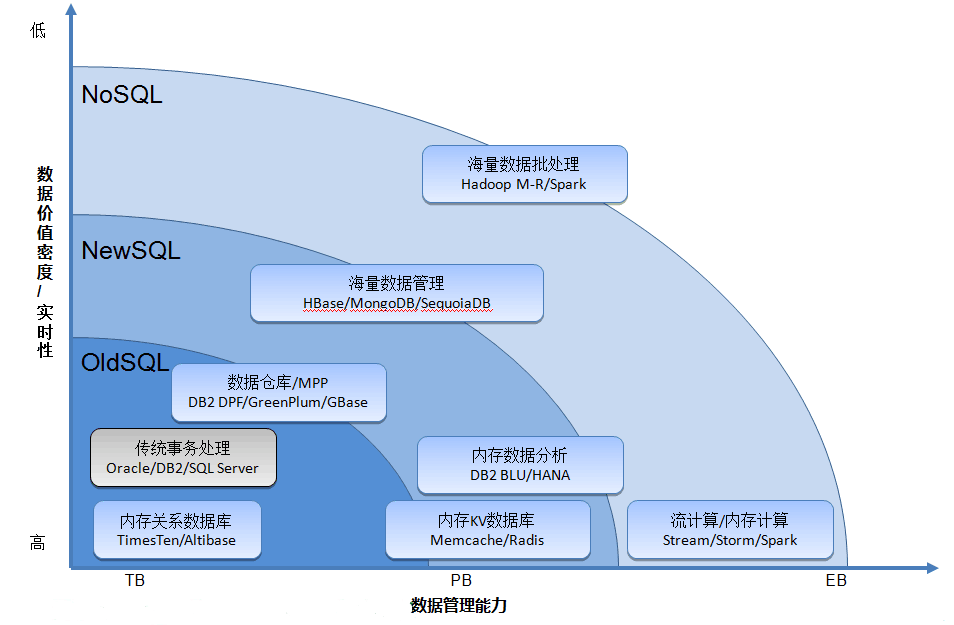 低
NoSQL
海量数据批处理
Hadoop M-R/Spark
数据价值密度/实时性
NewSQL
海量数据管理
HBase/MongoDB/SequoiaDB
OldSQL
数据仓库/MPP
DB2 DPF/GreenPlum/GBase
传统事务处理
Oracle/DB2/SQL Server
内存数据分析
DB2 BLU/HANA
内存关系数据库
TimesTen/Altibase
内存KV数据库
Memcache/Radis
流计算/内存计算
Stream/Storm/Spark
高
TB
PB
EB
数据管理能力